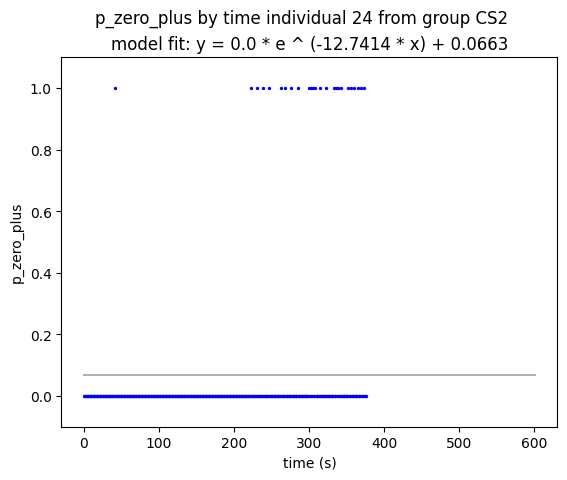 p_zero_plus by time individual 24 from group CS2
model fit: y = 0.0 * e ^ (-12.7414 * x) + 0.0663
1.0
0.8
0.6
0.4
0.2
0.0
p_zero_plus
0 100 200 300 400 500 600
time (s)